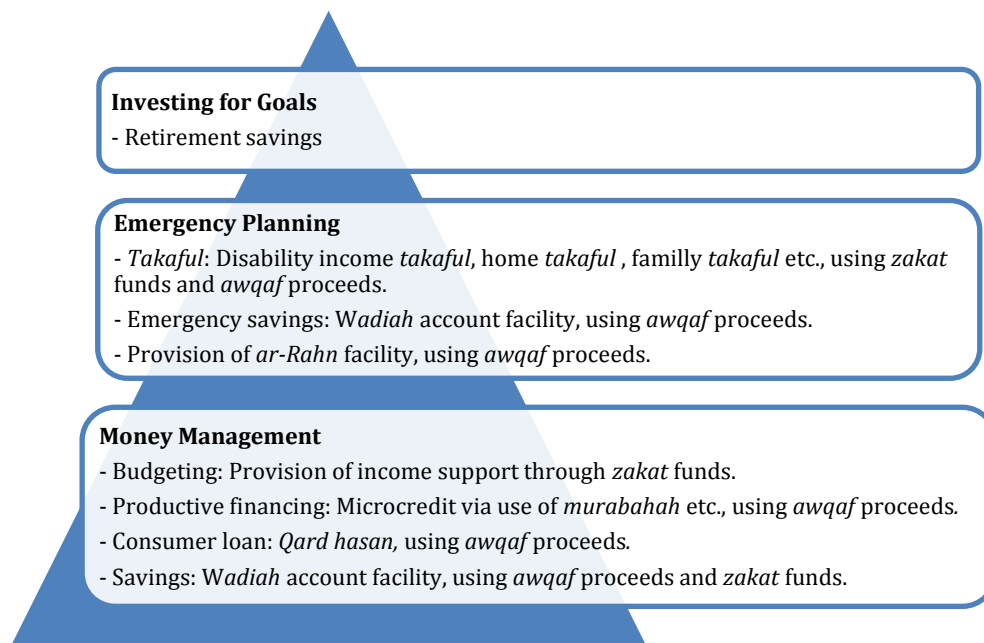 Investing for Goals
- Retirement savings
Emergency Planning
- Takaful: Disability income takaful, home takaful , familly takaful etc., using zakat
funds and awqaf proceeds.
- Emergency savings: Wadiah account facility, using awqaf proceeds.
- Provision of ar-Rahn facility, using awqaf proceeds.
Money Management
- Budgeting: Provision of income support through zakat funds.
- Productive financing: Microcredit via use of murabahah etc., using awqaf proceeds.
- Consumer loan: Qard hasan, using awqaf proceeds.
- Savings: Wadiah account facility, using awqaf proceeds and zakat funds.